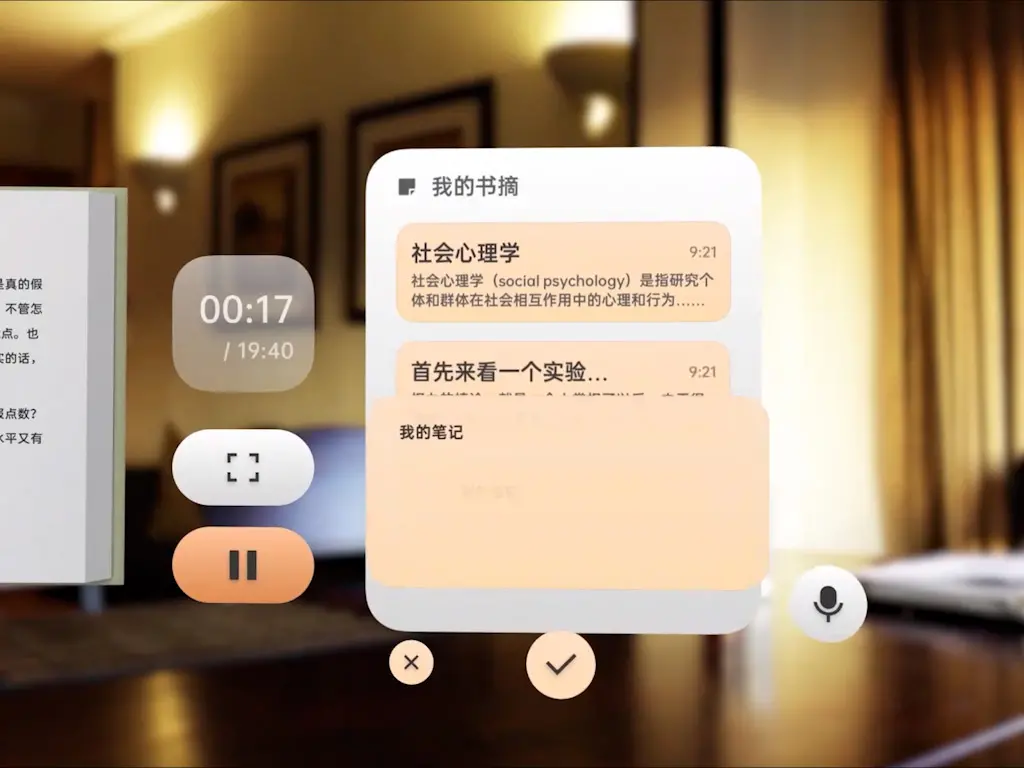 是真的假
不管怎
点。也
实的话，
点数？
水平又有
00:17
/ 19:40
我的书摘
社会心理学
9:21
社会心理学（social psychology）是指研究个
体和群体在社会相互作用中的心理和行为……
首先来看一个实验…
9:21
我的笔记